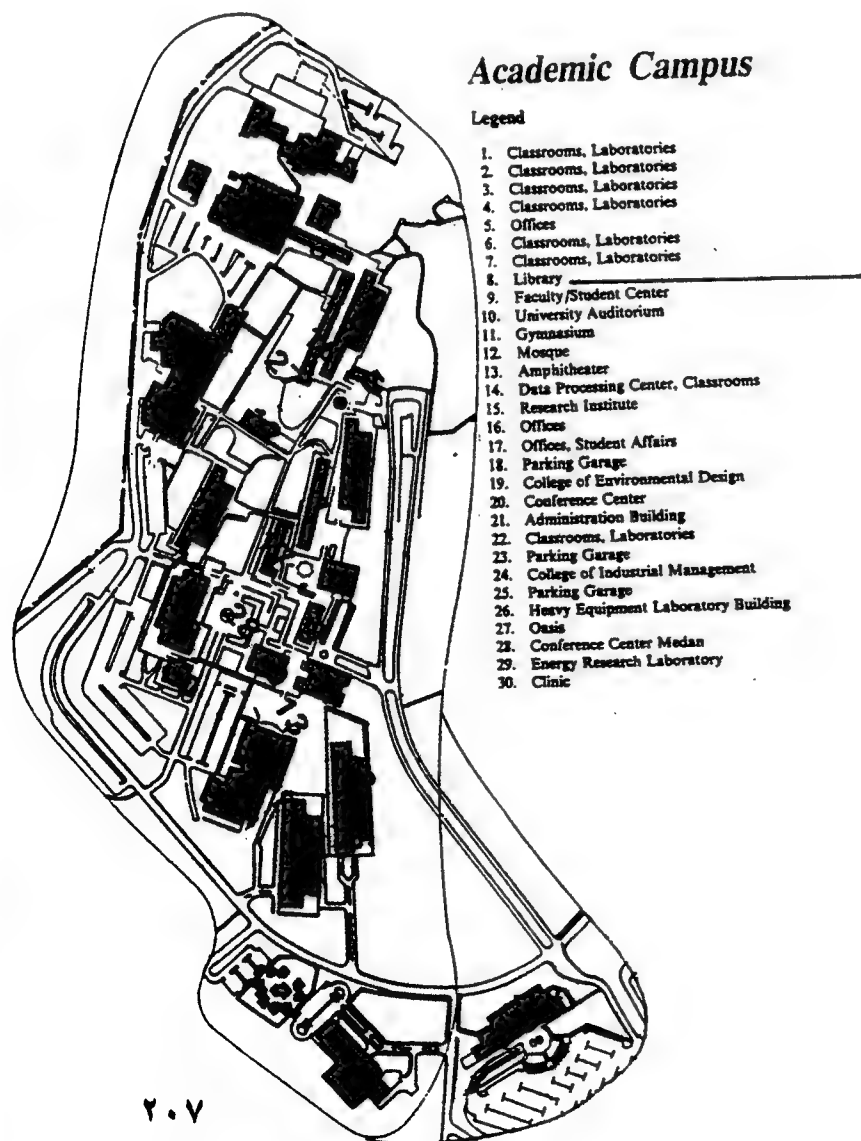 Academic Campus
Legend
1. Classrooms, Laboratories
2. Classrooms, Laboratories
3. Classrooms, Laboratories
4. Classrooms, Laboratories
5. Offices
6. Classrooms, Laboratories
7. Classrooms, Laboratories
8. Library
9. Faculty/Student Center
10. University Auditorium
11. Gymnasium
12. Mosque
13. Amphitheater
14. Data Processing Center, Classrooms
15. Research Institute
16. Offices
17. Offices, Student Affairs
18. Parking Garage
19. College of Environmental Design
20. Conference Center
21. Administration Building
22. Classrooms, Laboratories
23. Parking Garage
24. College of Industrial Management
25. Parking Garage
26. Heavy Equipment Laboratory Building
27. Oasis
28. Conference Center Medan
29. Energy Research Laboratory
30. Clinic
٢٠٧